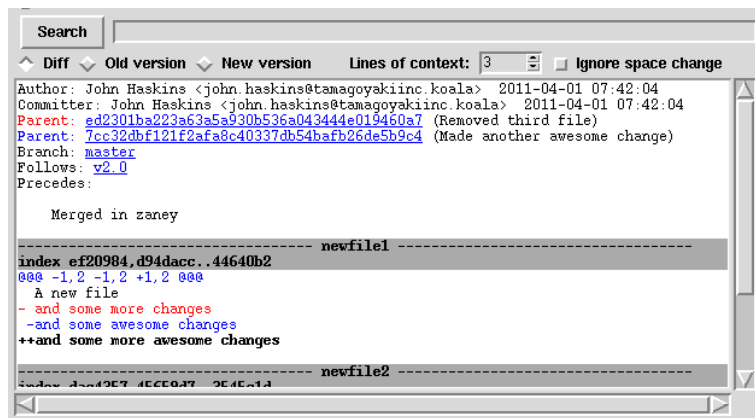 Search
Diff Old version New version Lines of context: 3 Ignore space change
Author: John Haskins <john.haskins@tamagoyakiinc.koala> 2011-04-01 07:42:04
Committer: John Haskins <john.haskins@tamagoyakiinc.koala> 2011-04-01 07:42:04
Parent: ed2301ba223a63a5a930b536a043444e019460a7 (Removed third file)
Parent: 7cc32dbf121f2afa8c40337db54bafb26de5b9c4 (Made another awesome change)
Branch: master
Follows: v2.0
Precedes:
Merged in zaney
----------------------------------- newfile1 -----------------------------------
index ef20984,d94dacc..44640b2
@@@ -1,2 -1,2 +1,2 @@@
A new file
- and some more changes
-and some awesome changes
++and some more awesome changes
----------------------------------- newfile2 -----------------------------------
index